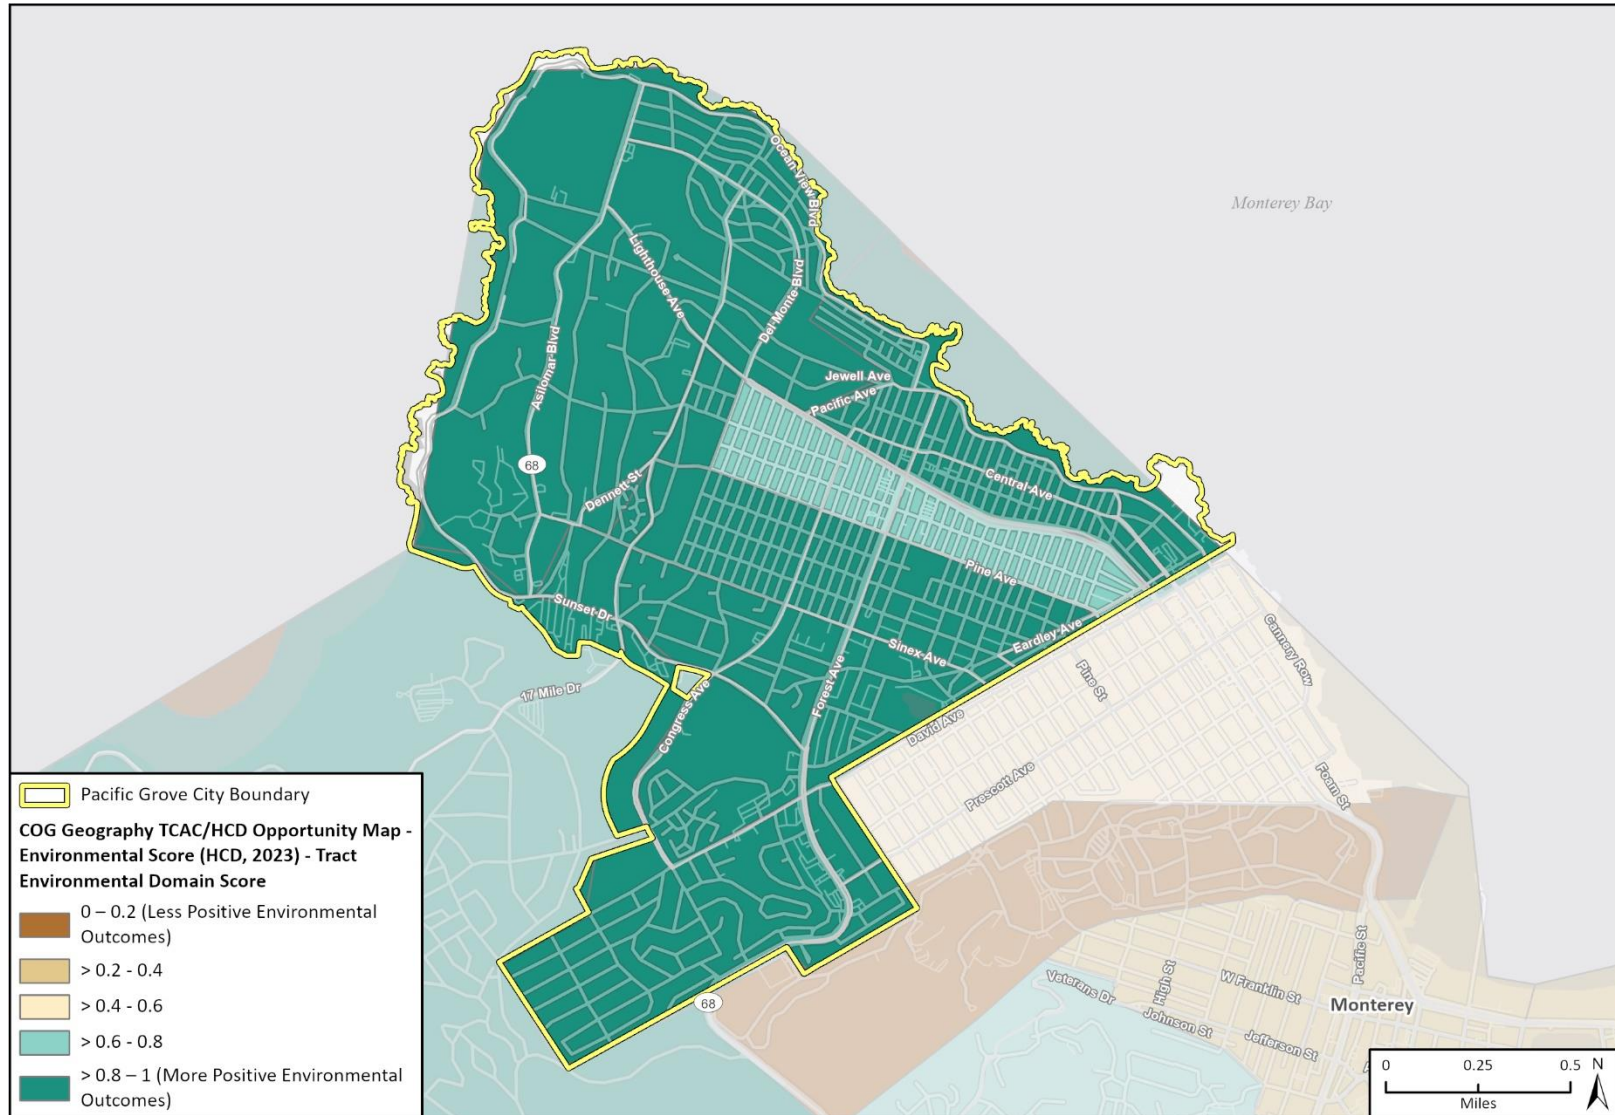 Monterey Bay
Ocean View Blvd
Lighthouse Ave
Del Monte Blvd
Asilomar Blvd
Jewell Ave
Pacific Ave
68
Central Ave
Dennett St
Pine Ave
Sunset Dr
Eardley Ave
Sinex Ave
Cannery Row
Pine St
17 Mile Dr
Congress Ave
Forest Ave
David Ave
Prescott Ave
Foam St
Pacific St
High St
W Franklin St
Veterans Dr
Johnson St
Jefferson St
Monterey
68
Pacific Grove City Boundary
COG Geography TCAC/HCD Opportunity Map -
Environmental Score (HCD, 2023) - Tract
Environmental Domain Score
0 – 0.2 (Less Positive Environmental
Outcomes)
> 0.2 - 0.4
> 0.4 - 0.6
> 0.6 - 0.8
> 0.8 – 1 (More Positive Environmental
Outcomes)
0 0.25 0.5
Miles
N